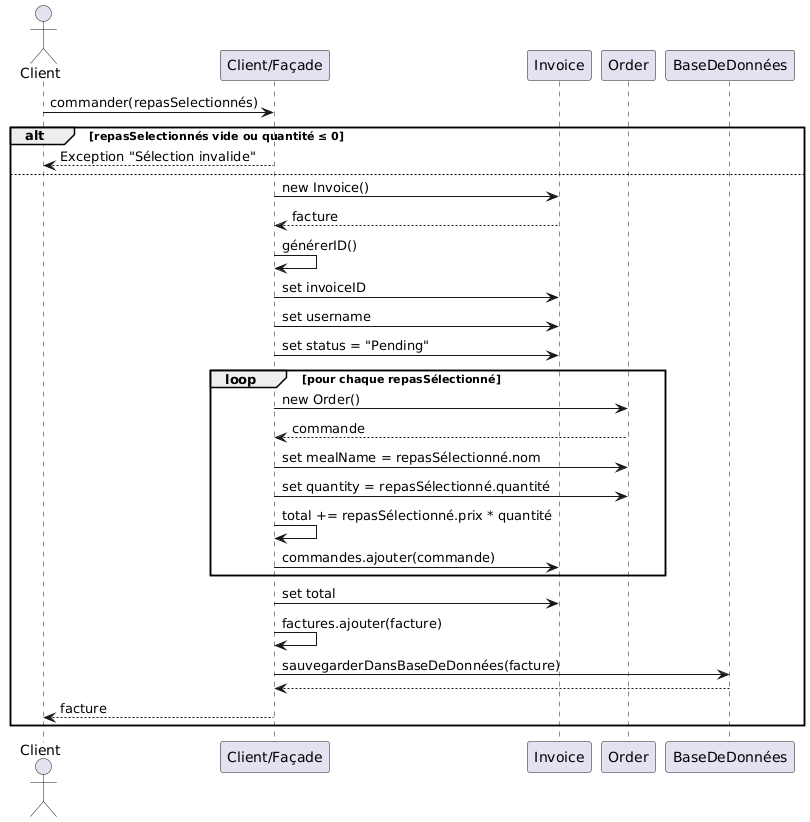 Client
Client/Façade
Invoice
Order
BaseDeDonnées
commander(repasSelectionnés)
alt
[repasSelectionnés vide ou quantité ≤ 0]
Exception "Sélection invalide"
new Invoice()
facture
générerID()
set invoiceID
set username
set status = "Pending"
loop
[pour chaque repasSélectionné]
new Order()
commande
set mealName = repasSélectionné.nom
set quantity = repasSélectionné.quantité
total += repasSélectionné.prix * quantité
commandes.ajouter(commande)
set total
factures.ajouter(facture)
sauvegarderDansBaseDeDonnées(facture)
facture
Client
Client/Façade
Invoice
Order
BaseDeDonnées